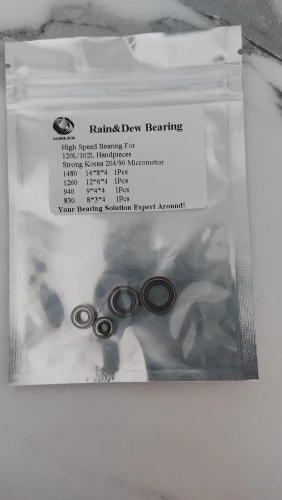 Rain&Dew Bearing
High Speed Bearing For
120L/102L Handpieces
Strong Korea 204/90 Micromotor
1480 14*8*4 1Pcs
1260 12*6*4 1Pcs
940 9*4*4 1Pcs
830 8*3*4 1Pcs
Your Bearing Solution Expert Around!